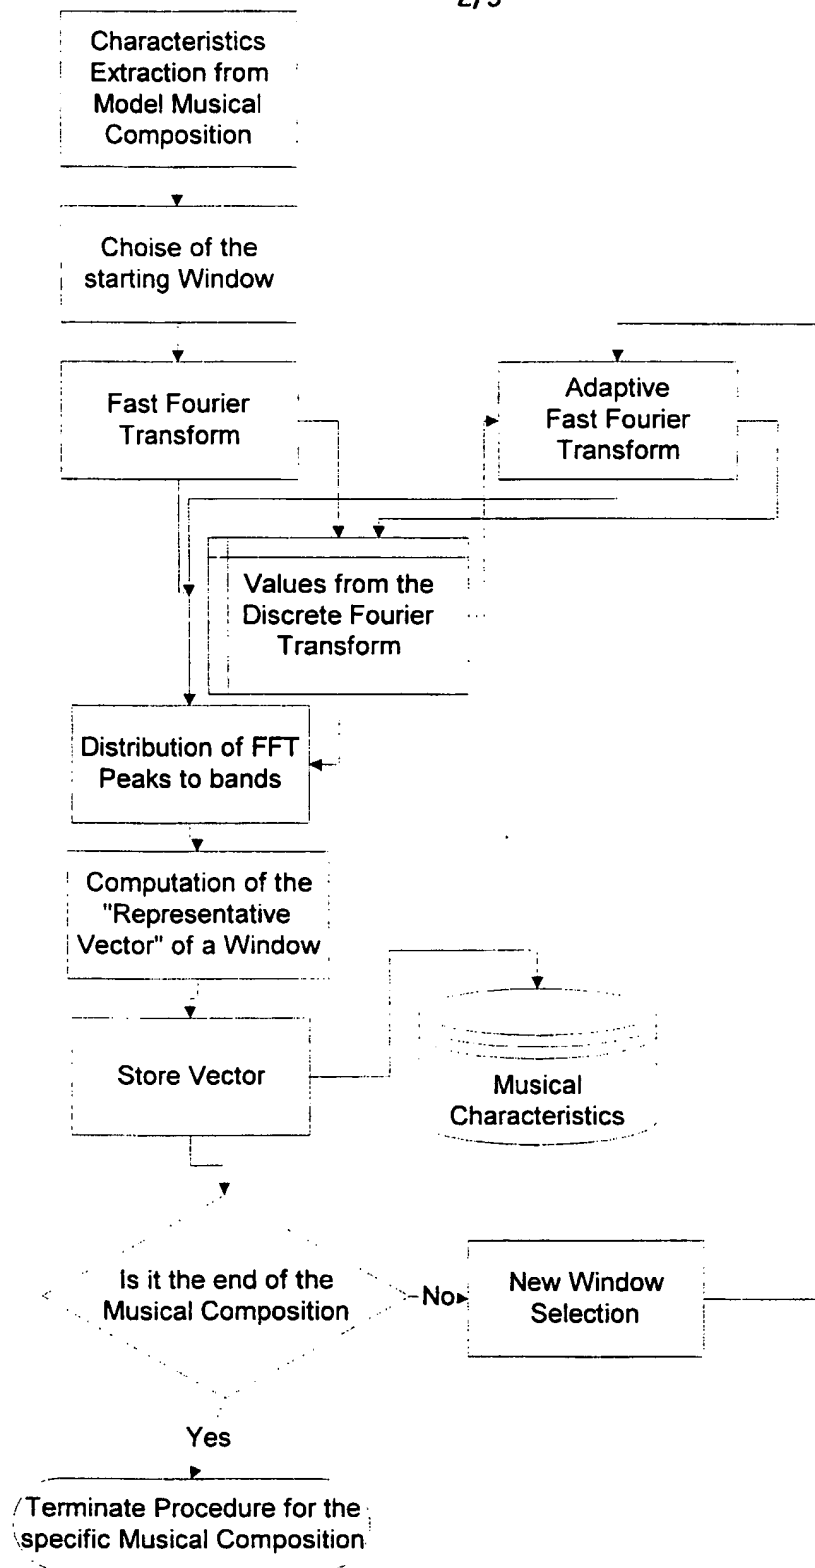 2/5
Characteristics
Extraction from
Model Musical
Composition
Choise of the
starting Window
Fast Fourier
Transform
Adaptive
Fast Fourier
Transform
Values from the
Discrete Fourier
Transform
Distribution of FFT
Peaks to bands
Computation of the
"Representative
Vector" of a Window
Store Vector
Musical
Characteristics
Is it the end of the
Musical Composition
No
New Window
Selection
Yes
Terminate Procedure for the
specific Musical Composition